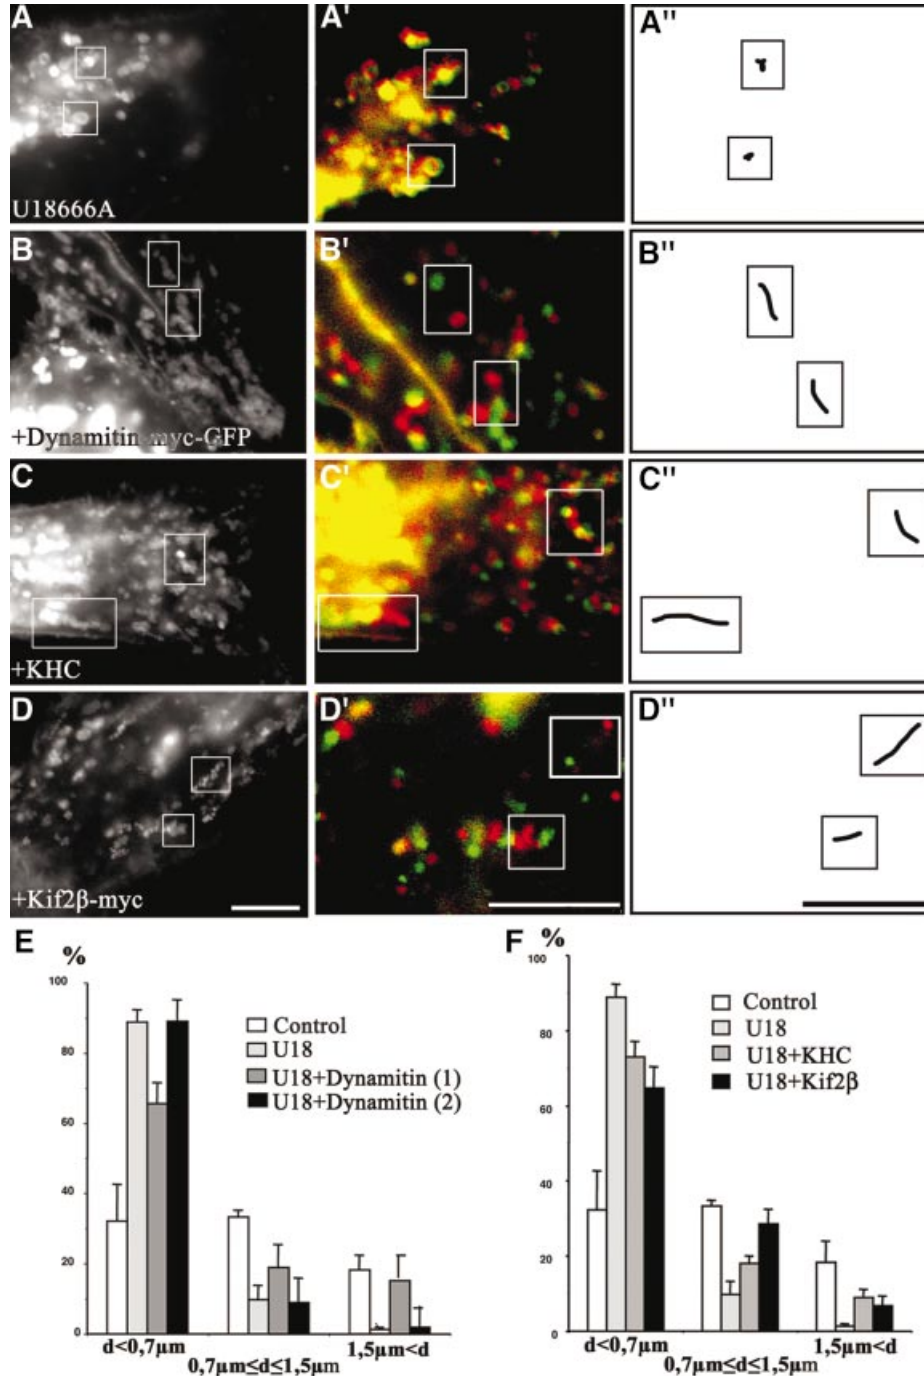 A A' A"
U18666A
B B' B"
+Dynamitin-myc-GFP
C C' C"
+KHC
D D' D"
+Kif2β-myc
E %
100
80
60
40
20
0
Control
U18
U18+Dynamitin (1)
U18+Dynamitin (2)
d<0,7μm
0,7μm≤d≤1,5μm
1,5μm<d
F %
100
80
60
40
20
0
Control
U18
U18+KHC
U18+Kif2β
d<0,7μm
0,7μm≤d≤1,5μm
1,5μm<d